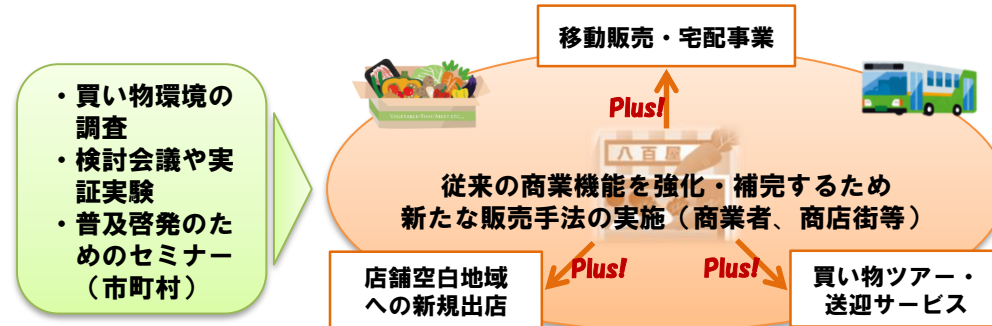 ・買い物環境の
調査
・検討会議や実
証実験
・普及啓発のた
めのセミナー
（市町村）
移動販売・宅配事業
Plus!
八百屋
従来の商業機能を強化・補完するため
新たな販売手法の実施（商業者、商店街等）
Plus!
Plus!
店舗空白地域
への新規出店
買い物ツアー・
送迎サービス